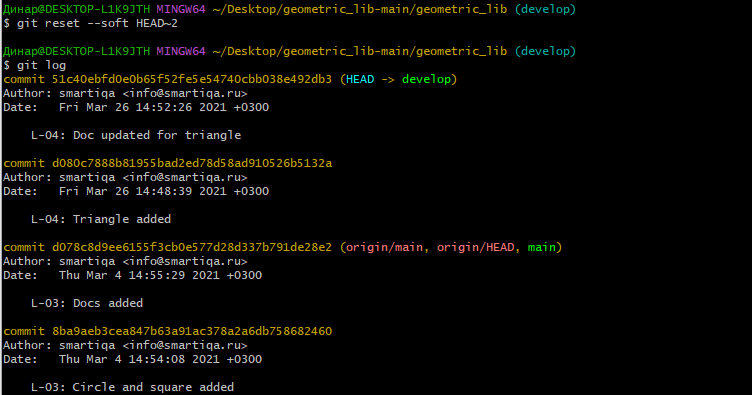 Динар@DESKTOP-L1K9JTH MINGW64 ~/Desktop/geometric_lib-main/geometric_lib (develop)
$ git reset --soft HEAD~2
Динар@DESKTOP-L1K9JTH MINGW64 ~/Desktop/geometric_lib-main/geometric_lib (develop)
$ git log
commit 51c40ebfd0e0b65f52fe5e54740cbb038e492db3 (HEAD -> develop)
Author: smartiqa <info@smartiqa.ru>
Date:   Fri Mar 26 14:52:26 2021 +0300
L-04: Doc updated for triangle
commit d080c7888b81955bad2ed78d58ad910526b5132a
Author: smartiqa <info@smartiqa.ru>
Date:   Fri Mar 26 14:48:39 2021 +0300
L-04: Triangle added
commit d078c8d9ee6155f3cb0e577d28d337b791de28e2 (origin/main, origin/HEAD, main)
Author: smartiqa <info@smartiqa.ru>
Date:   Thu Mar 4 14:55:29 2021 +0300
L-03: Docs added
commit 8ba9aeb3cea847b63a91ac378a2a6db758682460
Author: smartiqa <info@smartiqa.ru>
Date:   Thu Mar 4 14:54:08 2021 +0300
L-03: Circle and square added